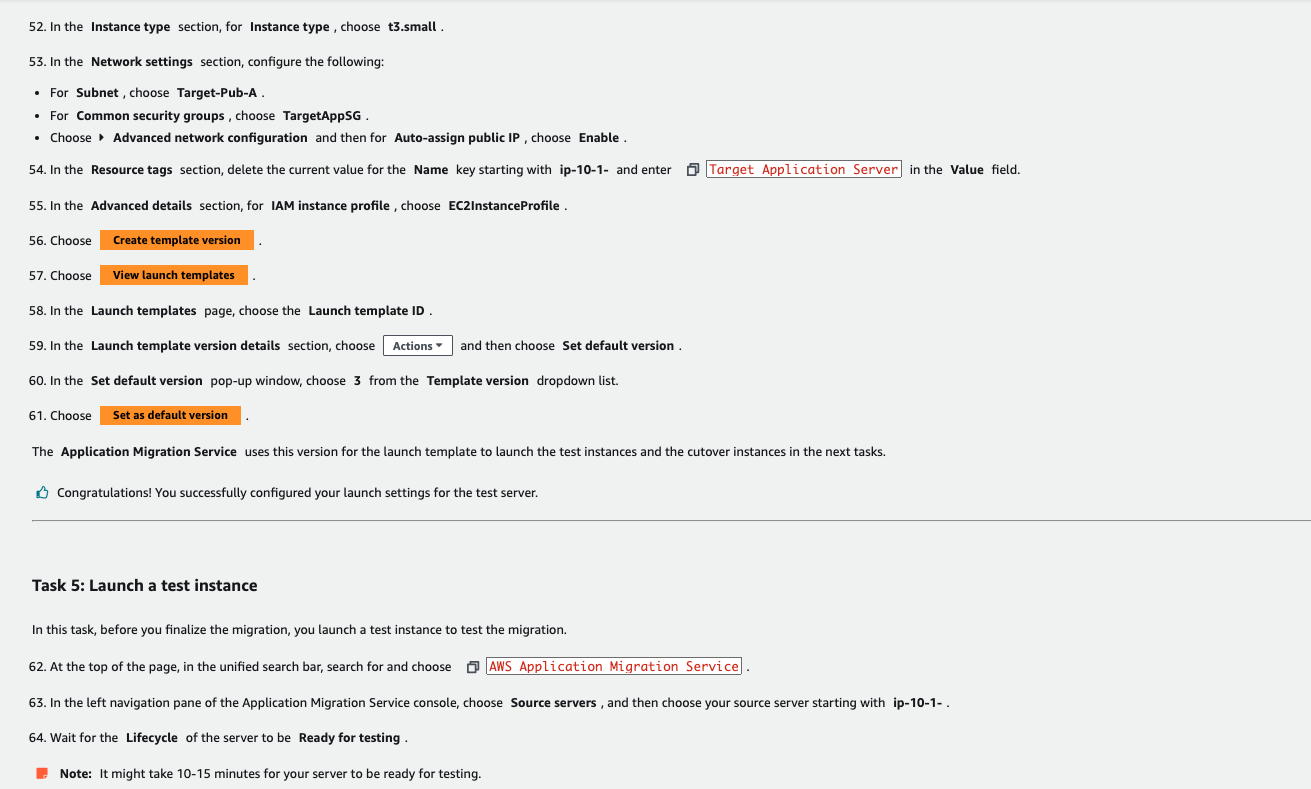 52. In the Instance type section, for Instance type , choose t3.small .
53. In the Network settings section, configure the following:
• For Subnet , choose Target-Pub-A .
• For Common security groups , choose TargetAppSG .
• Choose Advanced network configuration and then for Auto-assign public IP , choose Enable .
54. In the Resource tags section, delete the current value for the Name key starting with ip-10-1- and enter Target Application Server in the Value field.
55. In the Advanced details section, for IAM instance profile , choose EC2InstanceProfile .
56. Choose Create template version .
57. Choose View launch templates .
58. In the Launch templates page, choose the Launch template ID .
59. In the Launch template version details section, choose Actions and then choose Set default version .
60. In the Set default version pop-up window, choose 3 from the Template version dropdown list.
61. Choose Set as default version .
The Application Migration Service uses this version for the launch template to launch the test instances and the cutover instances in the next tasks.
Congratulations! You successfully configured your launch settings for the test server.
Task 5: Launch a test instance
In this task, before you finalize the migration, you launch a test instance to test the migration.
62. At the top of the page, in the unified search bar, search for and choose AWS Application Migration Service .
63. In the left navigation pane of the Application Migration Service console, choose Source servers , and then choose your source server starting with ip-10-1- .
64. Wait for the Lifecycle of the server to be Ready for testing .
Note: It might take 10-15 minutes for your server to be ready for testing.